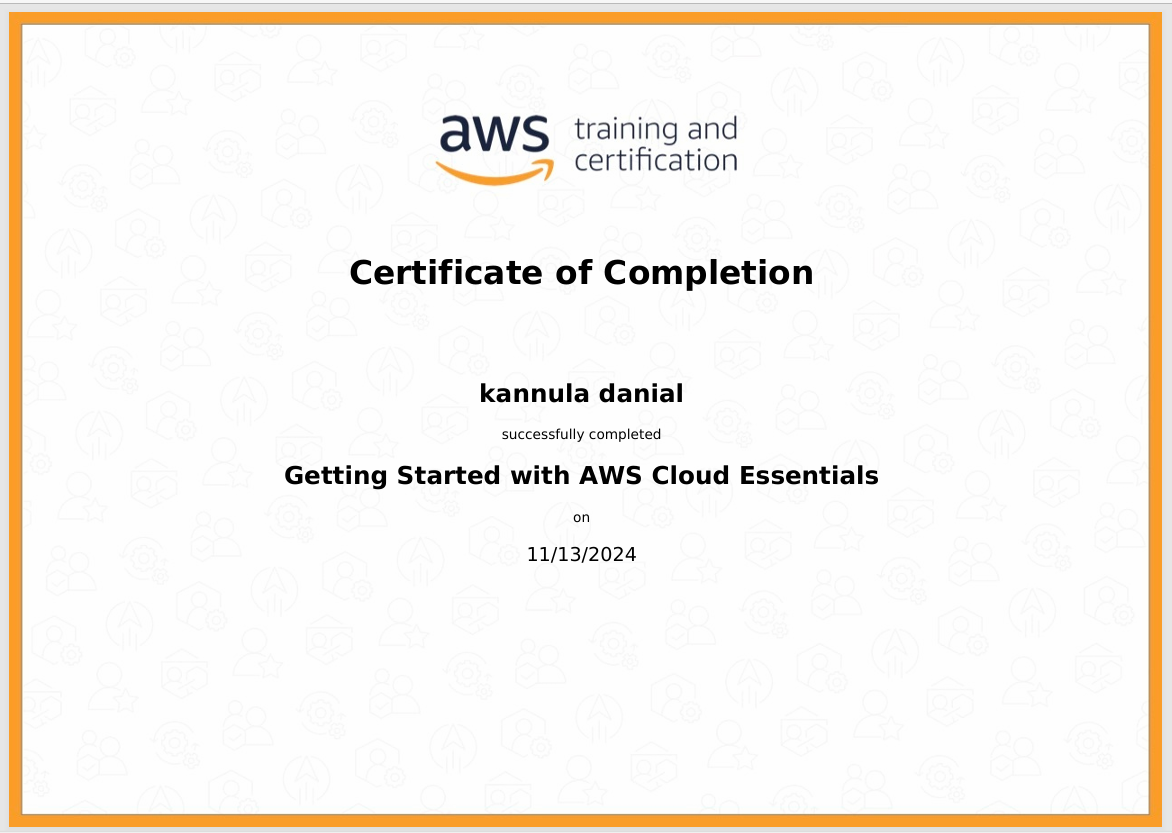 aws training and
certification
Certificate of Completion
kannula danial
successfully completed
Getting Started with AWS Cloud Essentials
on
11/13/2024